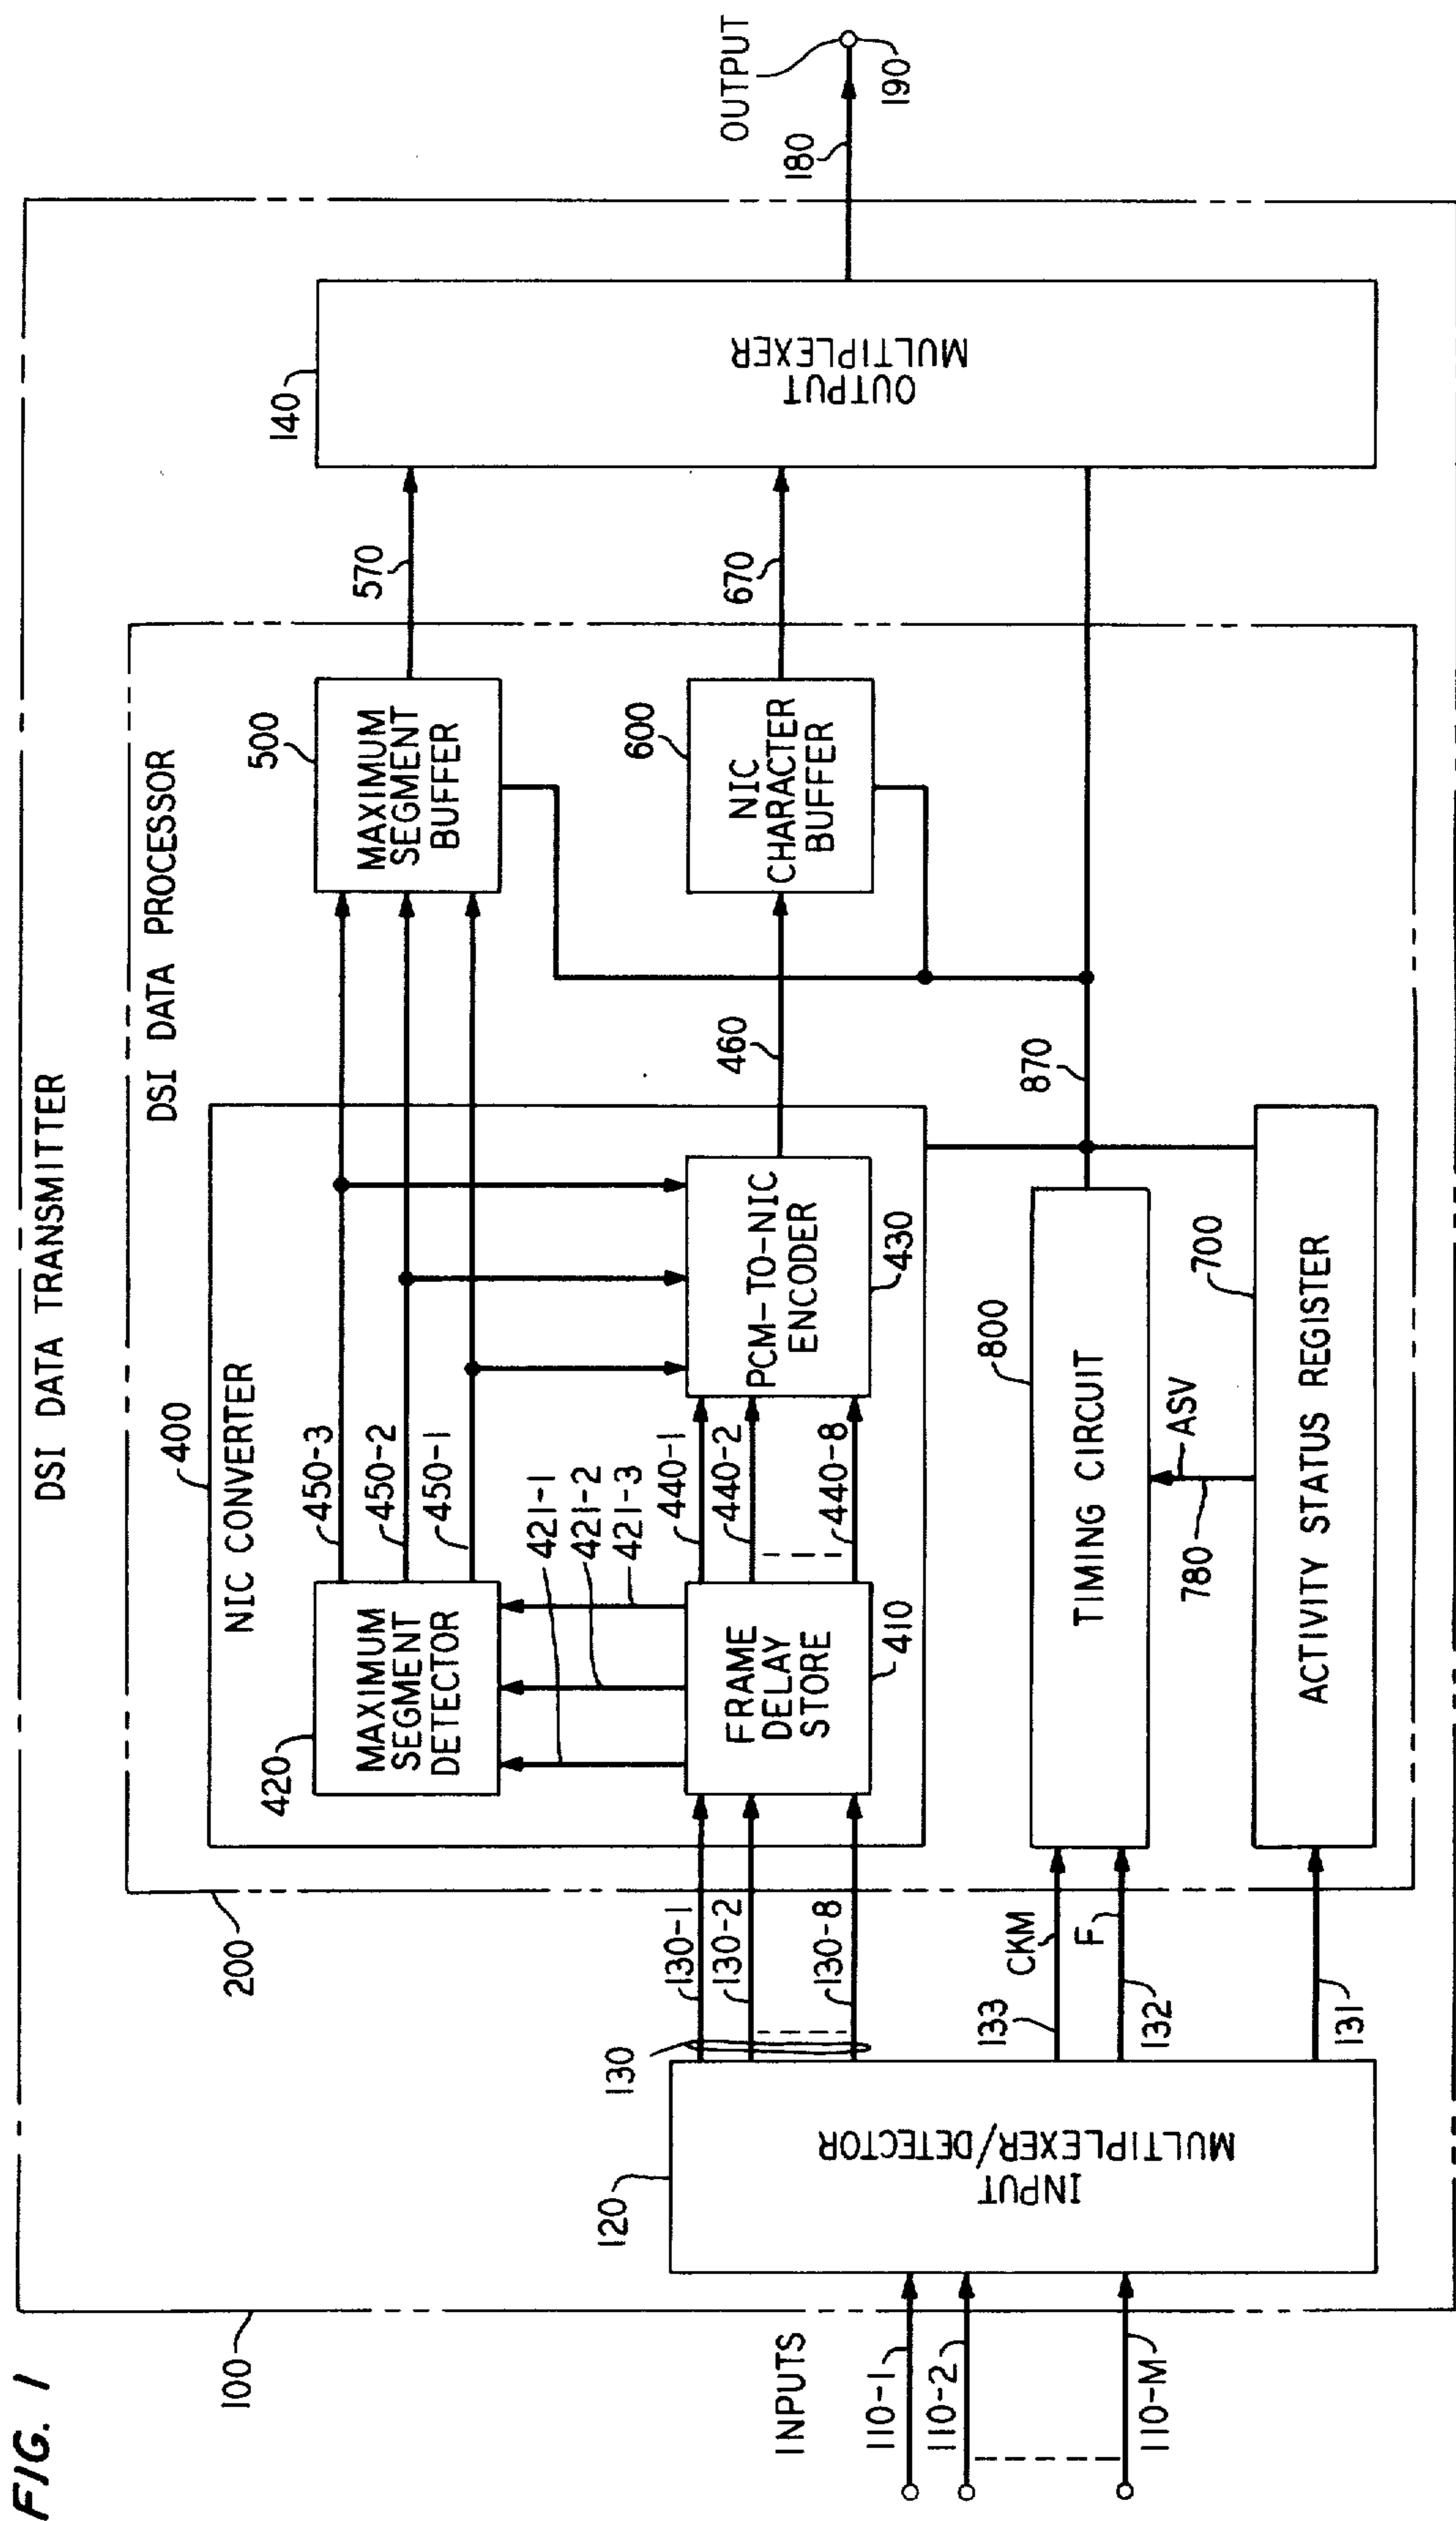 FIG. 1
DSI DATA TRANSMITTER
100
DSI DATA PROCESSOR
200
NIC CONVERTER
400
INPUTS
110-1
110-2
110-M
120
INPUT
MULTIPLEXER/DETECTOR
130
130-1
130-2
130-8
133
CKM
132
F
131
420
MAXIMUM
SEGMENT
DETECTOR
421-1
421-2
421-3
FRAME
DELAY
STORE
410
450-3
450-2
450-1
440-1
440-2
440-8
PCM-TO-NIC
ENCODER
430
460
500
MAXIMUM
SEGMENT
BUFFER
570
600
NIC
CHARACTER
BUFFER
670
TIMING CIRCUIT
800
870
780
ASV
ACTIVITY STATUS REGISTER
700
140
OUTPUT
MULTIPLEXER
180
OUTPUT
190